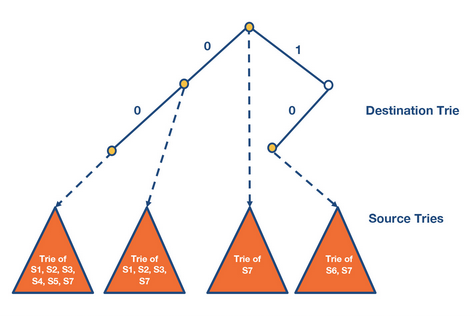 0
1
0
0
Destination Trie
Source Tries
Trie of
S1, S2, S3,
S4, S5, S7
Trie of
S1, S2, S3,
S7
Trie of
S7
Trie of
S6, S7